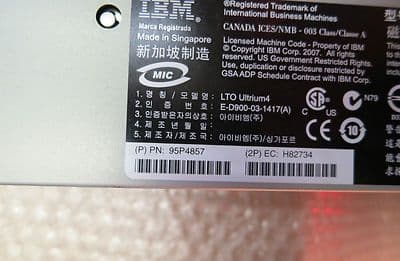 IBM®
Marca Registrada
Made in Singapore
新加坡制造
MIC
®Registered Trademark of
International Business Machines
CANADA ICES/NMB - 003 Class/Classe A
Licensed Machine Code - Property of IBM
© Copyright IBM Corp. 2007. All rights
reserved. US Government Restricted Rights.
Use, duplication, or disclosure restricted by
GSA ADP Schedule Contract with IBM Corp.
1. 명칭 / 모델명 : LTO Ultrium4
2. 인 증 번 호 : E-D900-03-1417(A)
3. 인증받은자의상호: 아이비엠(주)
4. 제 조 년 월 :
5. 제조자/제조국 : 아이비엠(주)/싱가포르
N79
CE
10
(P) PN: 95P4857
(2P) EC: H82734